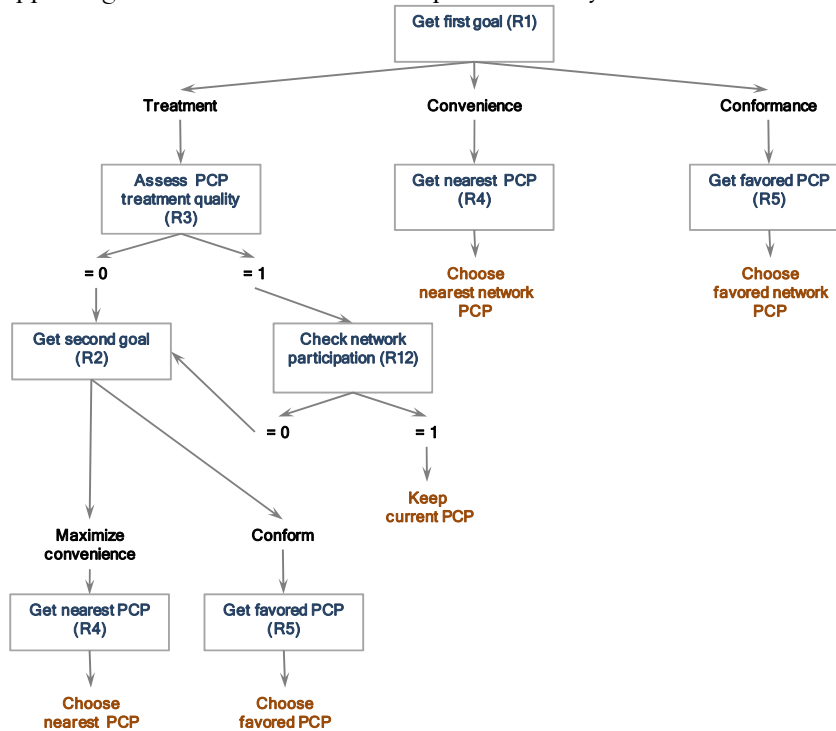 Get first goal (R1)
Treatment
Convenience
Conformance
Assess PCP
treatment quality
(R3)
Get nearest PCP
(R4)
Get favored PCP
(R5)
Choose
nearest network
PCP
Choose
favored network
PCP
= 0
= 1
Get second goal
(R2)
Check network
participation (R12)
= 0
= 1
Keep
current PCP
Maximize
convenience
Conform
Get nearest PCP
(R4)
Get favored PCP
(R5)
Choose
nearest PCP
Choose
favored PCP